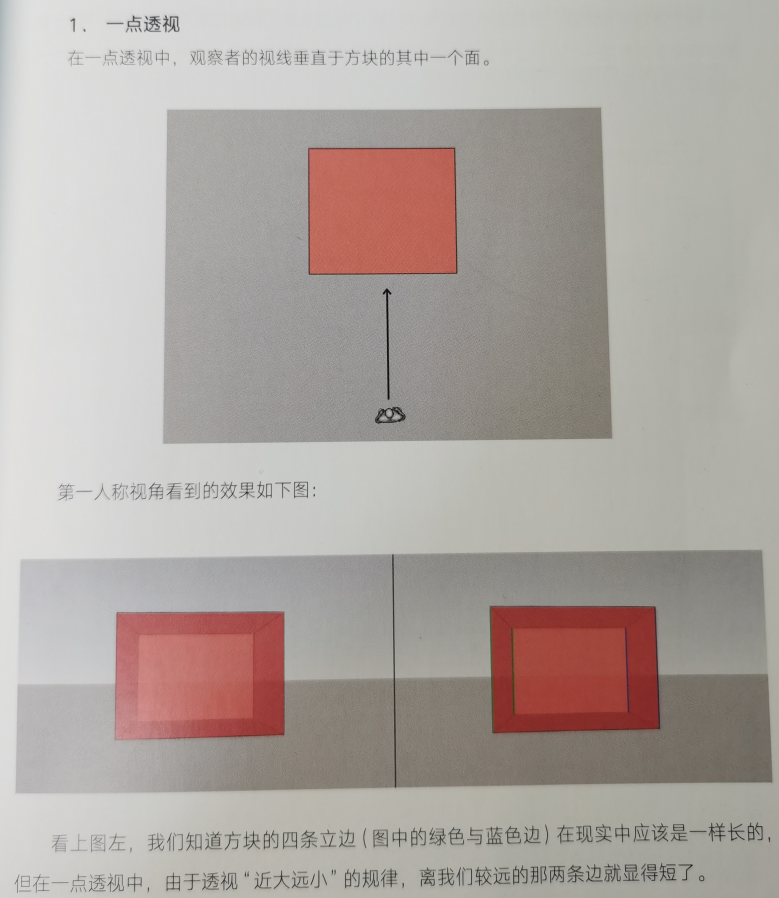 1. 一点透视
在一点透视中，观察者的视线垂直于方块的其中一个面。
第一人称视角看到的效果如下图：
看上图左，我们知道方块的四条立边（图中的绿色与蓝色边）在现实中应该是一样长的，
但在一点透视中，由于透视“近大远小”的规律，离我们较远的那两条边就显得短了。